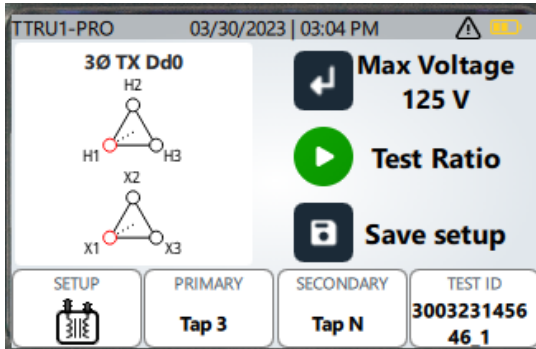 TTRU1-PRO 03/30/2023 | 03:04 PM
3Ø TX Dd0
H2
H1 H3
X2
X1 X3
Max Voltage
125 V
Test Ratio
Save setup
SETUP
PRIMARY
Tap 3
SECONDARY
Tap N
TEST ID
3003231456
46_1